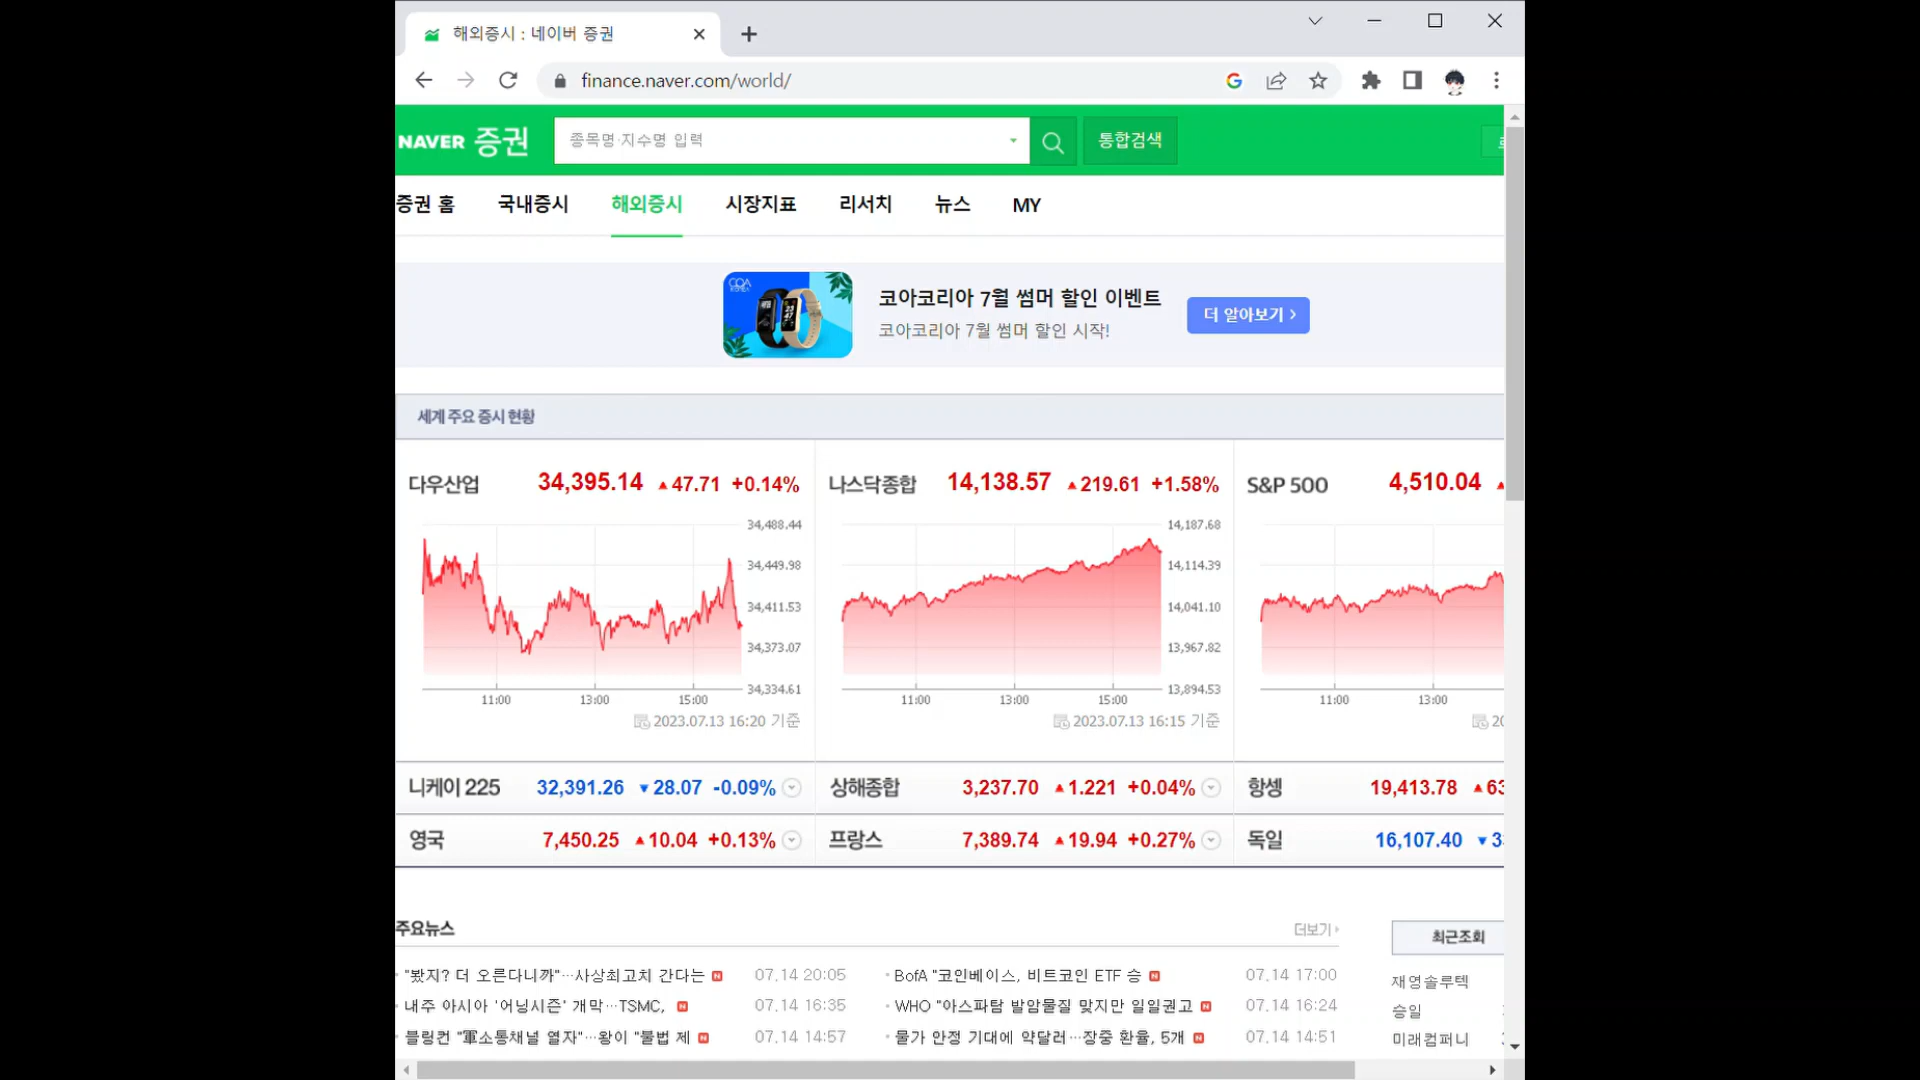 해외증시 : 네이버 증권
finance.naver.com/world/
NAVER 증권
종목명·지수명 입력
통합검색
증권 홈 국내증시 해외증시 시장지표 리서치 뉴스 MY
코아코리아 7월 썸머 할인 이벤트
코아코리아 7월 썸머 할인 시작!
더 알아보기
세계 주요 증시 현황
다우산업 34,395.14 ▲47.71 +0.14%
34,488.44
34,449.98
34,411.53
34,373.07
34,334.61
11:00 13:00 15:00
2023.07.13 16:20 기준
나스닥종합 14,138.57 ▲219.61 +1.58%
14,187.68
14,114.39
14,041.10
13,967.82
13,894.53
11:00 13:00 15:00
2023.07.13 16:15 기준
S&P 500 4,510.04 ▲
11:00 13:00
20
니케이 225 32,391.26 ▼28.07 -0.09%
상해종합 3,237.70 ▲1.221 +0.04%
항셍 19,413.78 ▲63
영국 7,450.25 ▲10.04 +0.13%
프랑스 7,389.74 ▲19.94 +0.27%
독일 16,107.40 ▼3
주요뉴스 더보기
"봤지? 더 오른다니까"…사상최고치 간다는 N 07.14 20:05
내주 아시아 '어닝시즌' 개막…TSMC, N 07.14 16:35
블링컨 "軍소통채널 열자"…왕이 "불법 제 N 07.14 14:57
BofA "코인베이스, 비트코인 ETF 승 N 07.14 17:00
WHO "아스파탐 발암물질 맞지만 일일권고 N 07.14 16:24
물가 안정 기대에 약달러…장중 환율, 5개 N 07.14 14:51
최근조회
재영솔루텍
승일
미래컴퍼니